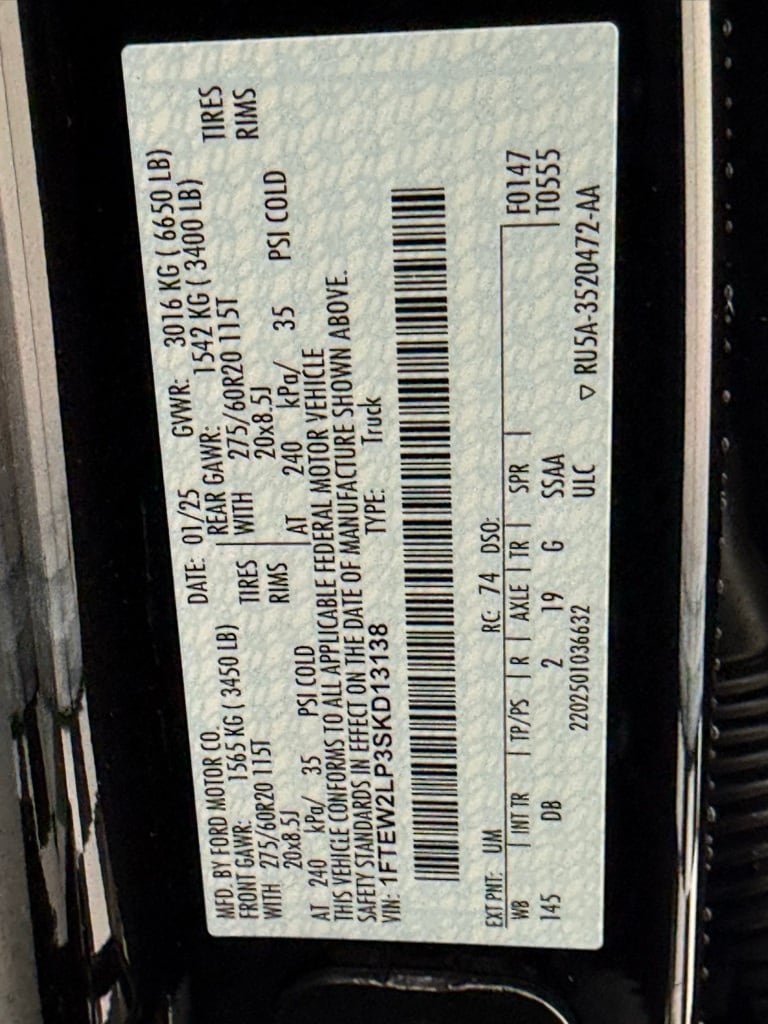 MFD. BY FORD MOTOR CO.
DATE: 01/25 GVWR: 3016 KG ( 6650 LB)
FRONT GAWR: 1565 KG ( 3450 LB) REAR GAWR: 1542 KG ( 3400 LB)
WITH 275/60R20 115T TIRES WITH 275/60R20 115T TIRES
20x8.5J RIMS 20x8.5J RIMS
AT 240 kPa/ 35 PSI COLD AT 240 kPa/ 35 PSI COLD
THIS VEHICLE CONFORMS TO ALL APPLICABLE FEDERAL MOTOR VEHICLE
SAFETY STANDARDS IN EFFECT ON THE DATE OF MANUFACTURE SHOWN ABOVE.
VIN: 1FTEW2LP3SKD13138 TYPE: Truck
EXT PNT: UM RC: 74 DSO:
WB INT TR TP/PS R AXLE TR SPR F0147
145 DB 2 19 G SSAA T0555
2202501036632 ULC ▽ RU5A-3520472-AA